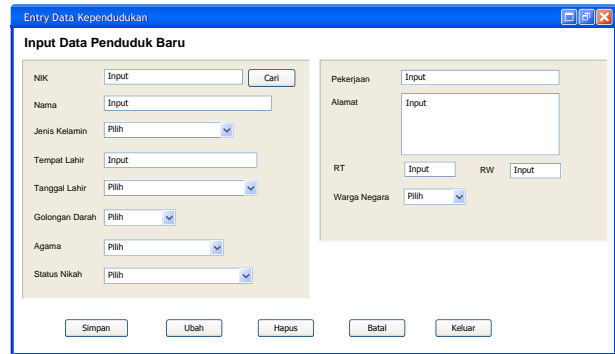 Entry Data Kependudukan
Input Data Penduduk Baru
NIK Input Cari
Nama Input
Jenis Kelamin Pilih
Tempat Lahir Input
Tanggal Lahir Pilih
Golongan Darah Pilih
Agama Pilih
Status Nikah Pilih
Pekerjaan Input
Alamat Input
RT Input RW Input
Warga Negara Pilih
Simpan Ubah Hapus Batal Keluar